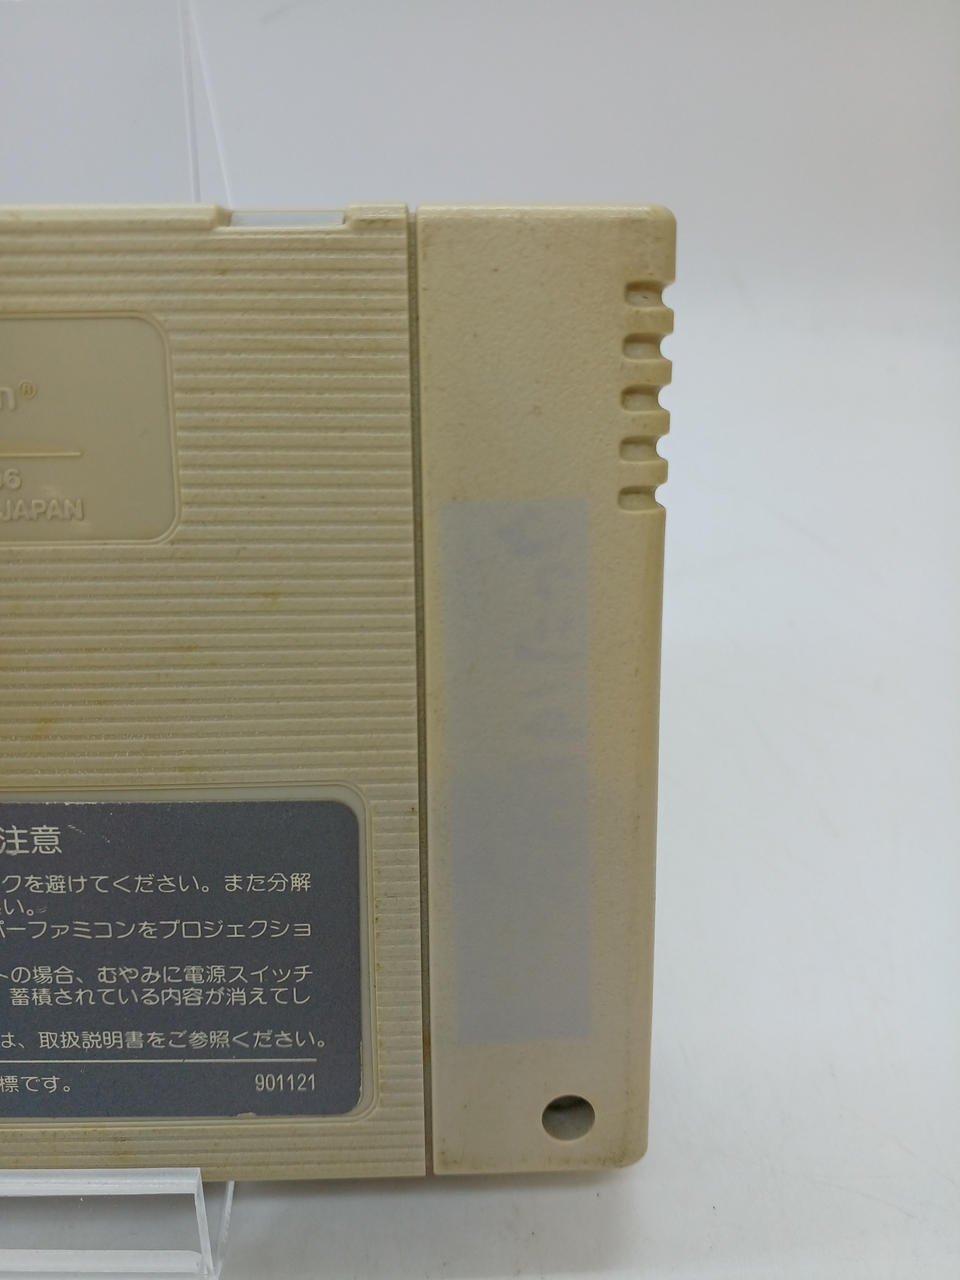 n®
06
JAPAN
注意
クを避けてください。また分解
い。
パーファミコンをプロジェクショ
トの場合、むやみに電源スイッチ
蓄積されている内容が消えてし
は、取扱説明書をご参照ください。
標です。 901121